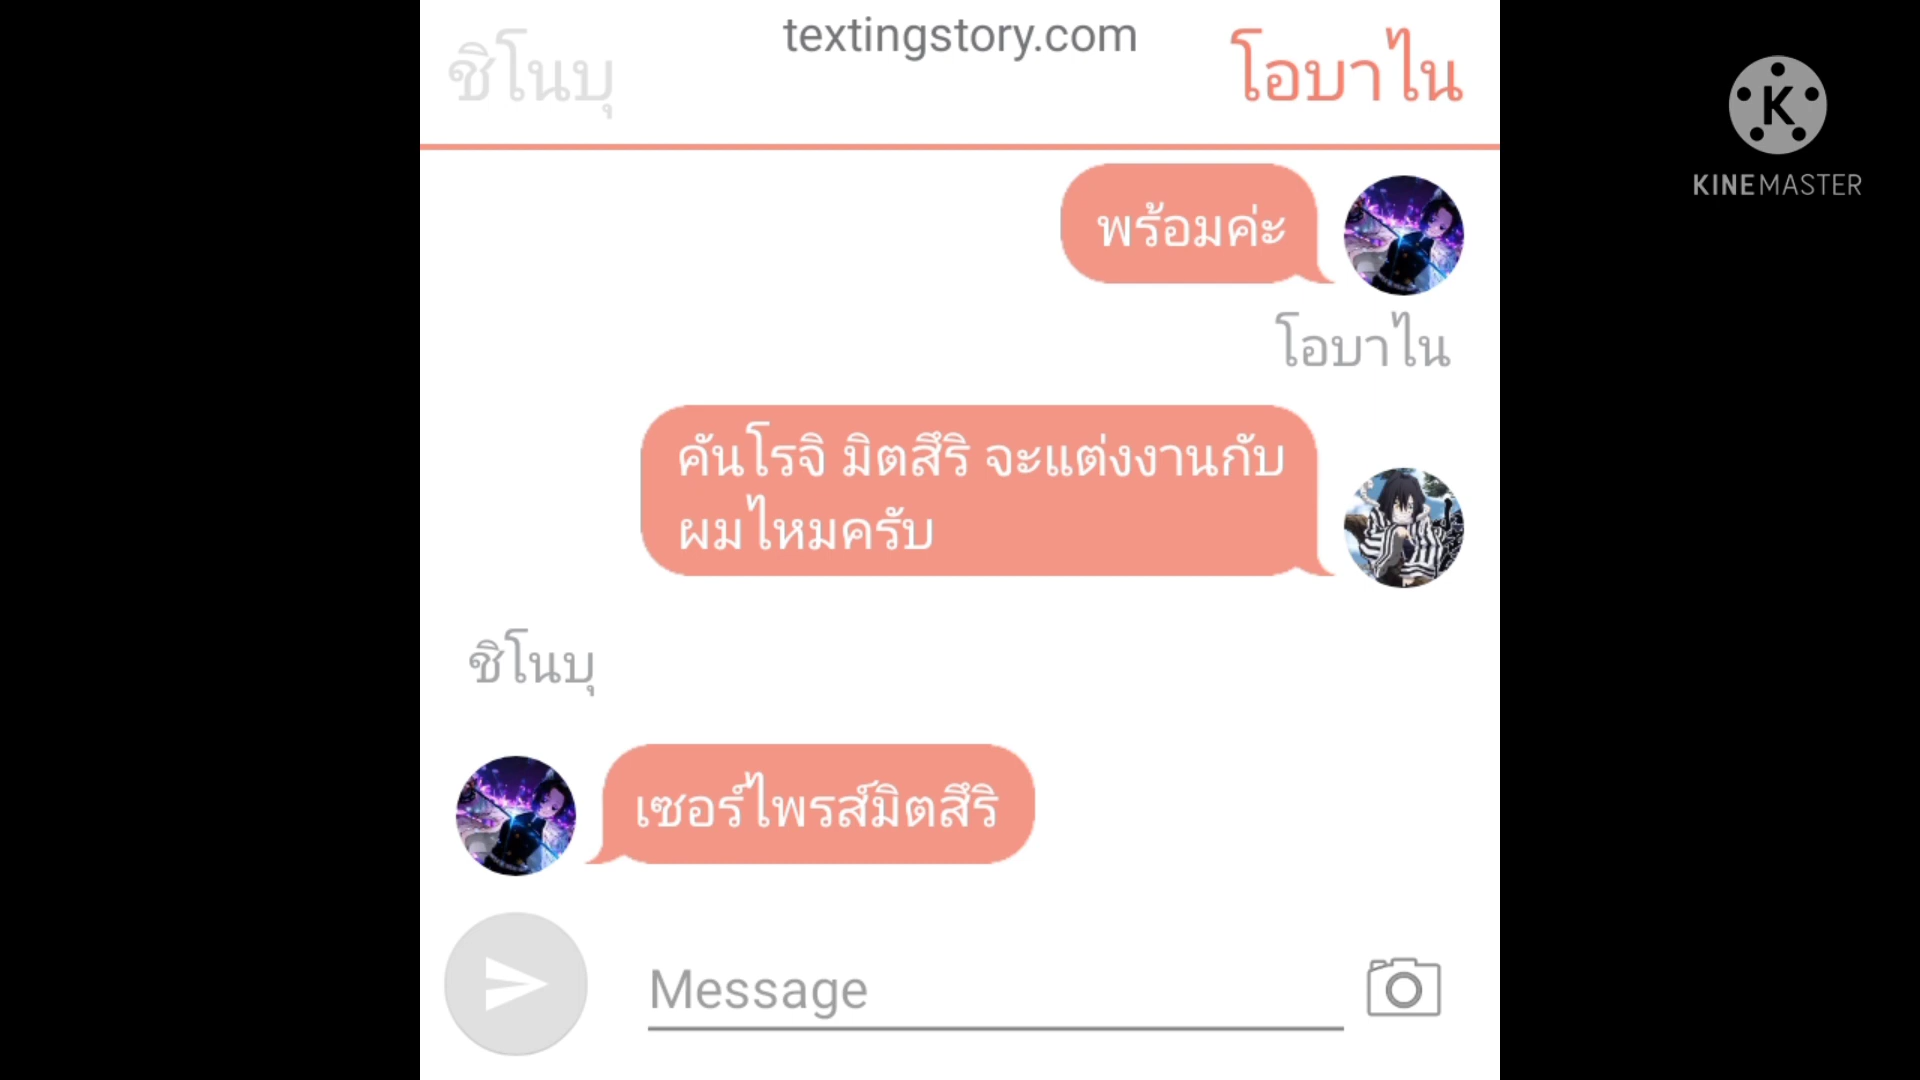 textingstory.com
ชิโนบุ
โอบาไน
KINEMASTER
พร้อมค่ะ
โอบาไน
คันโรจิ มิตสึริ จะแต่งงานกับ
ผมไหมครับ
ชิโนบุ
เซอร์ไพรส์มิตสึริ
Message